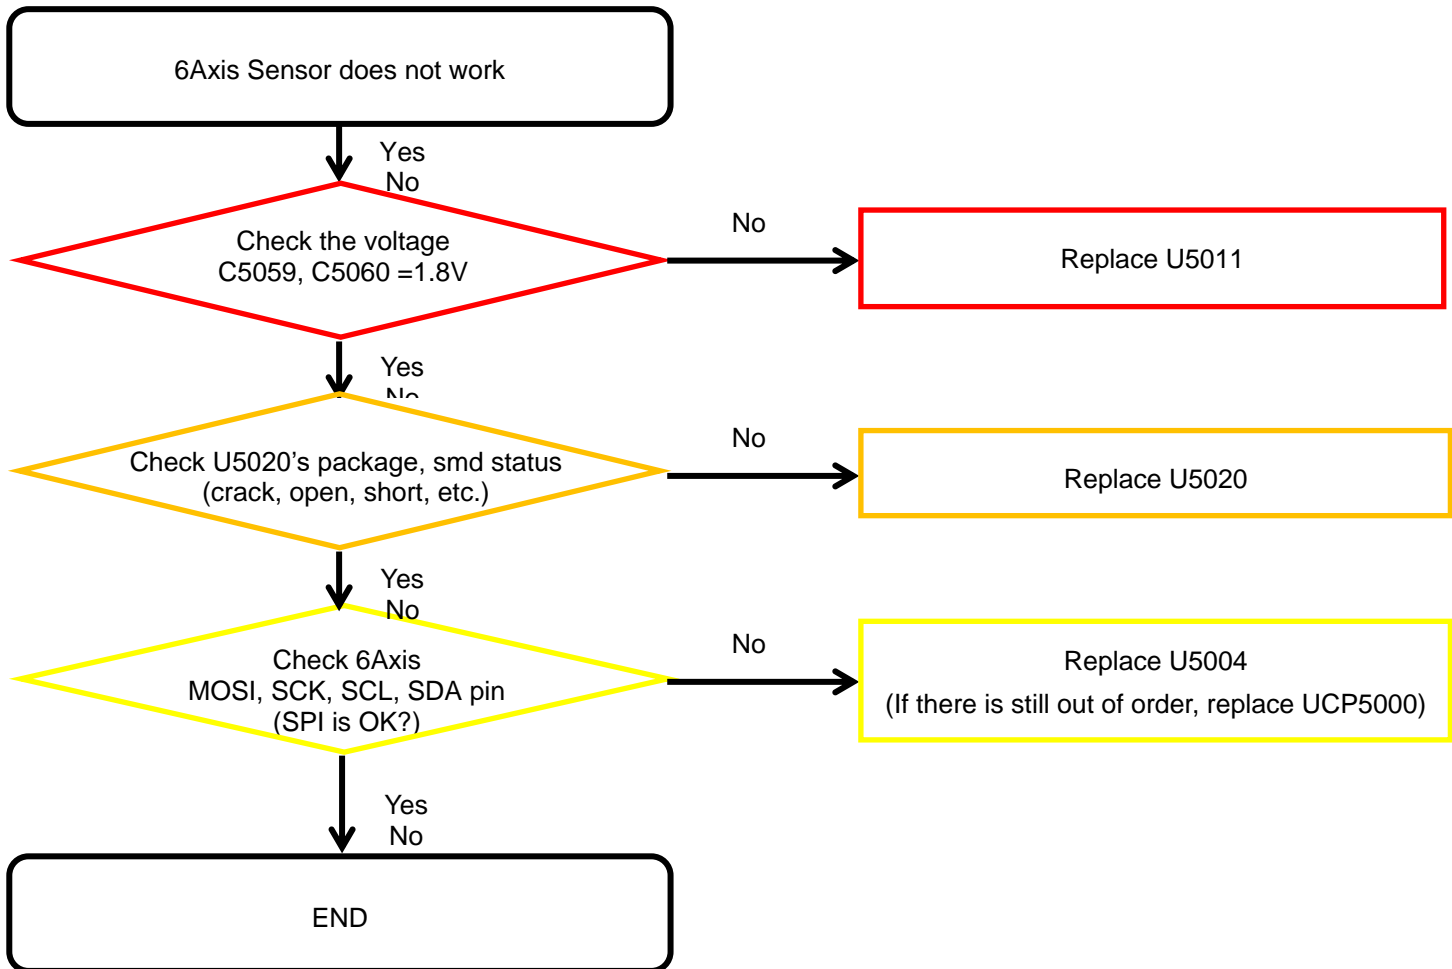 6Axis Sensor does not work
Yes
No
Check the voltage
C5059, C5060 =1.8V
No
Replace U5011
Yes
No
Check U5020’s package, smd status
(crack, open, short, etc.)
No
Replace U5020
Yes
No
Check 6Axis
MOSI, SCK, SCL, SDA pin
(SPI is OK?)
No
Replace U5004
(If there is still out of order, replace UCP5000)
Yes
No
END